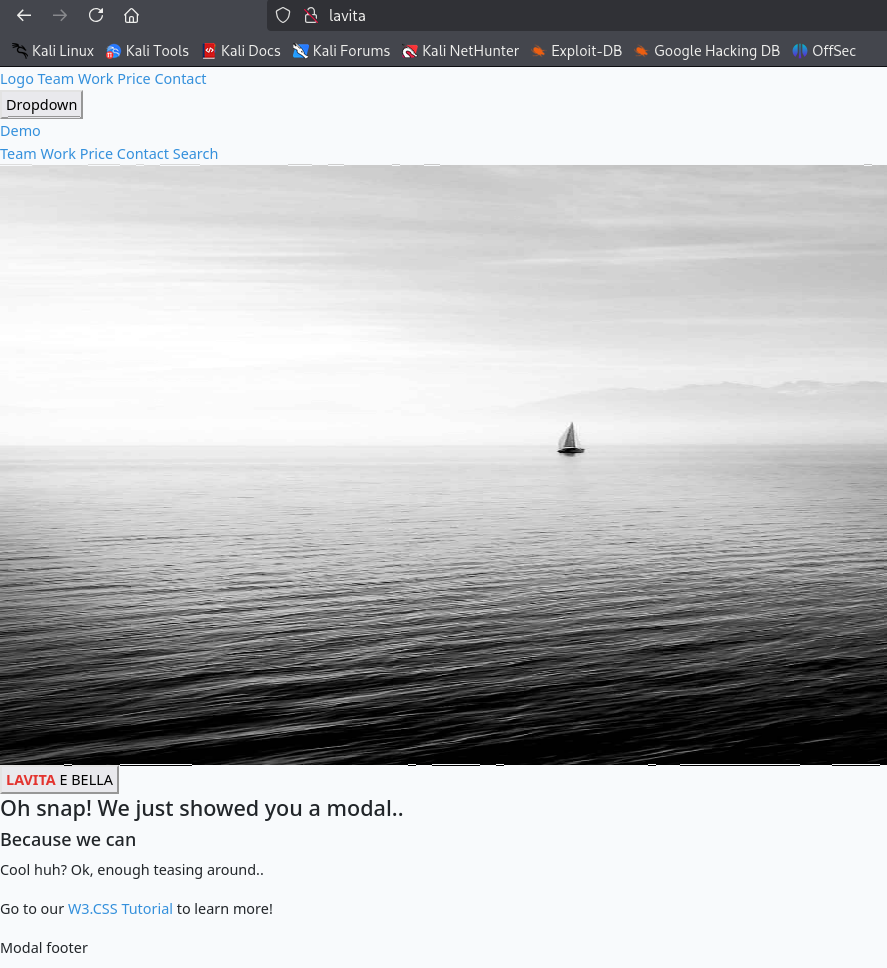 lavita
Kali Linux Kali Tools Kali Docs Kali Forums Kali NetHunter Exploit-DB Google Hacking DB OffSec
Logo Team Work Price Contact
Dropdown
Demo
Team Work Price Contact Search
LAVITA E BELLA
Oh snap! We just showed you a modal..
Because we can
Cool huh? Ok, enough teasing around..
Go to our W3.CSS Tutorial to learn more!
Modal footer